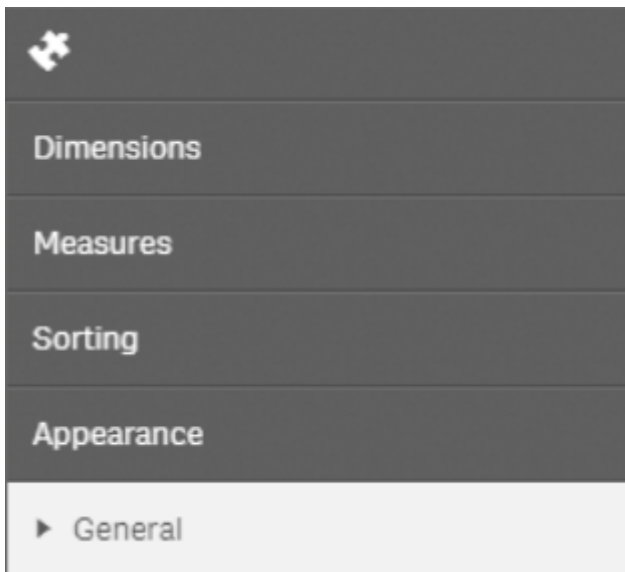 Dimensions
Measures
Sorting
Appearance
General